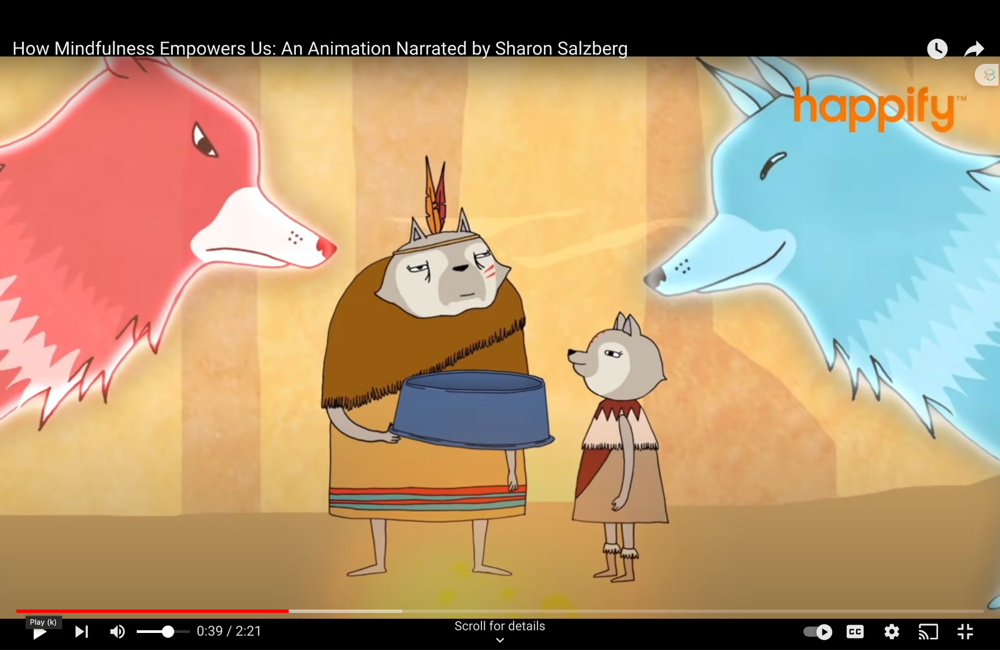 How Mindfulness Empowers Us: An Animation Narrated by Sharon Salzberg
happify™
Play (k)
0:39 / 2:21
Scroll for details
CC